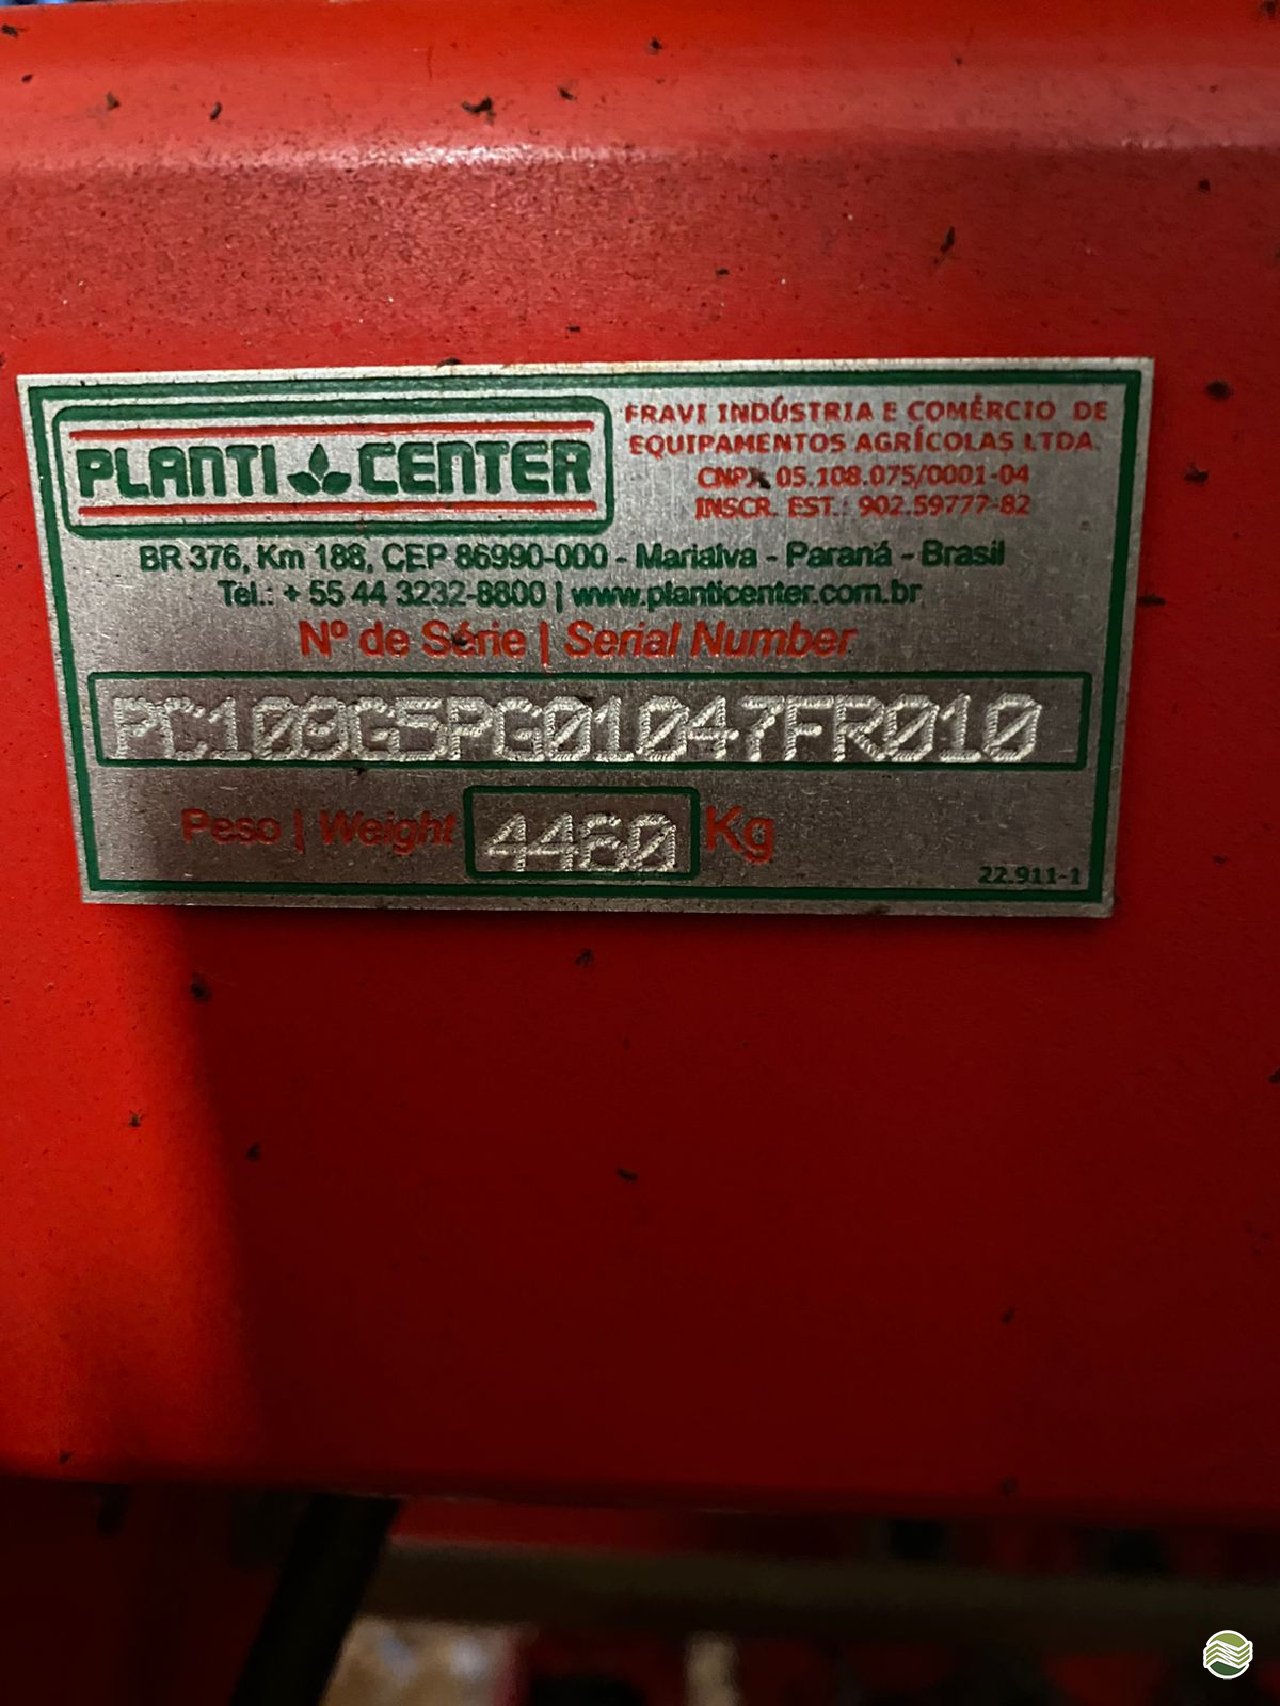 PLANTI CENTER
FRAVI INDÚSTRIA E COMÉRCIO DE
EQUIPAMENTOS AGRÍCOLAS LTDA.
CNPJ 05.108.075/0001-04
INSCR. EST.: 902.59777-82
BR 376, Km 188, CEP 86990-000 - Marialva - Paraná - Brasil
Tel.: + 55 44 3232-8800 | www.planticenter.com.br
Nº de Série | Serial Number
PC109G5PG01047FR010
Peso | Weight 4460 Kg
22.911-1